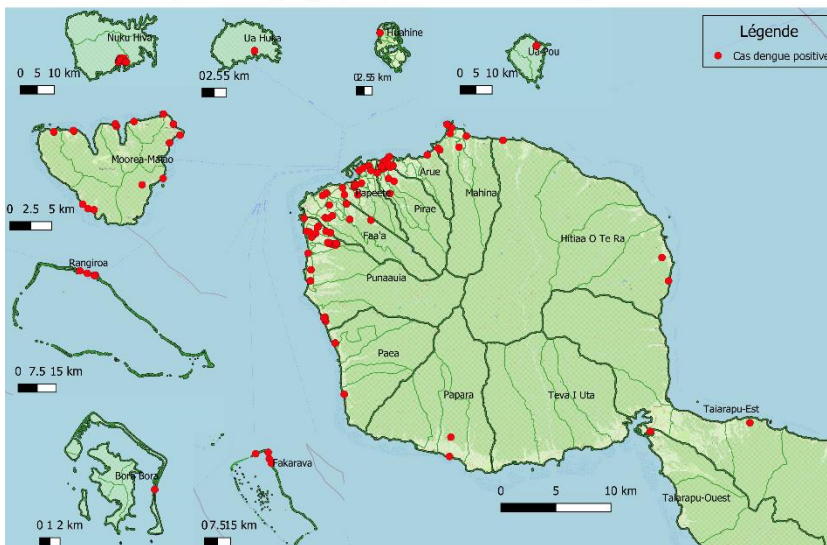 Nuku Hiva
0 5 10 km
Ua Huka
02.55 km
Huahine
02.55 km
Ua Pou
0 5 10 km
Légende
Cas dengue positive
Moorea-Maiao
0 2.5 5 km
Arue
Mahina
Papeete
Pirae
Faa'a
Hitiaa O Te Ra
Rangiroa
Punaauia
0 7.5 15 km
Paea
Papara
Teva I Uta
Taiarapu-Est
Bora Bora
Fakarava
Taiarapu-Ouest
0 5 10 km
0 1 2 km
07.515 km